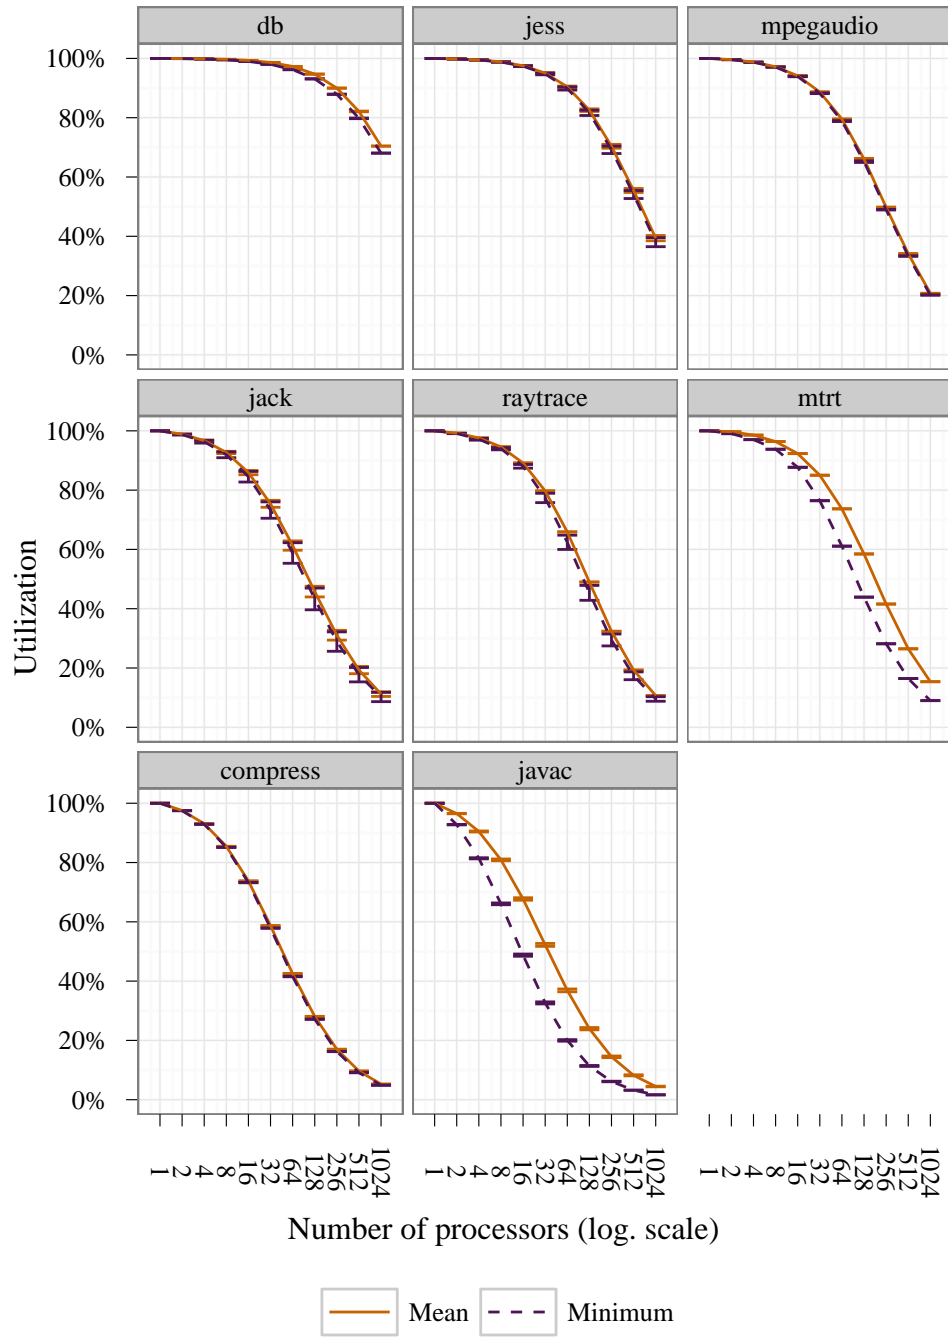 db jess mpegaudio
100%
80%
60%
40%
20%
0%
jack raytrace mtrt
100%
80%
60%
40%
20%
0%
compress javac
100%
80%
60%
40%
20%
0%
Utilization
1 2 4 8 16 32 64 128 256 512 1024
1 2 4 8 16 32 64 128 256 512 1024
1 2 4 8 16 32 64 128 256 512 1024
Number of processors (log. scale)
Mean Minimum